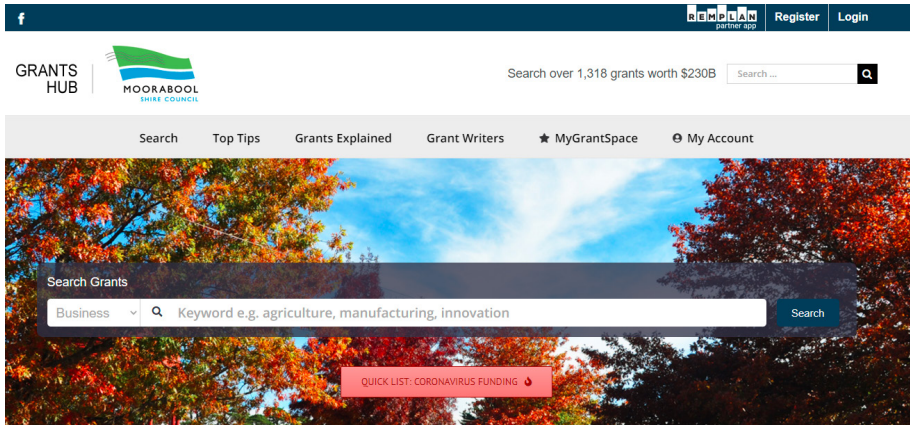 f
REMPLAN
partner app
Register
Login
GRANTS
HUB
MOORABOOL
SHIRE COUNCIL
Search over 1,318 grants worth $230B
Search ...
Search
Top Tips
Grants Explained
Grant Writers
MyGrantSpace
My Account
Search Grants
Business
Keyword e.g. agriculture, manufacturing, innovation
Search
QUICK LIST: CORONAVIRUS FUNDING